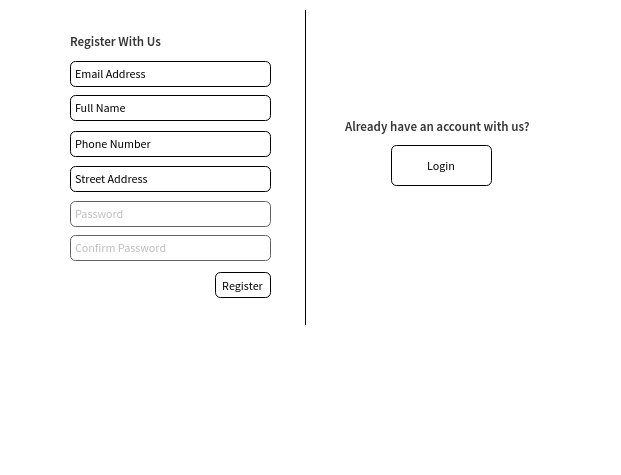 Register With Us
Email Address
Full Name
Phone Number
Street Address
Password
Confirm Password
Register
Already have an account with us?
Login